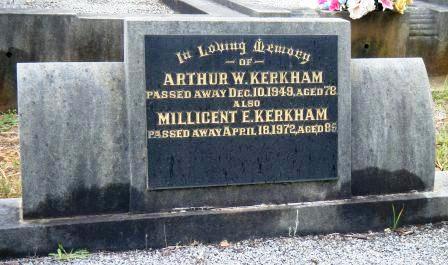 In Loving Memory
OF
ARTHUR W. KERKHAM
PASSED AWAY DEC. 10. 1949, AGED 78.
ALSO
MILLICENT E. KERKHAM
PASSED AWAY APRIL 18. 1972, AGED 85